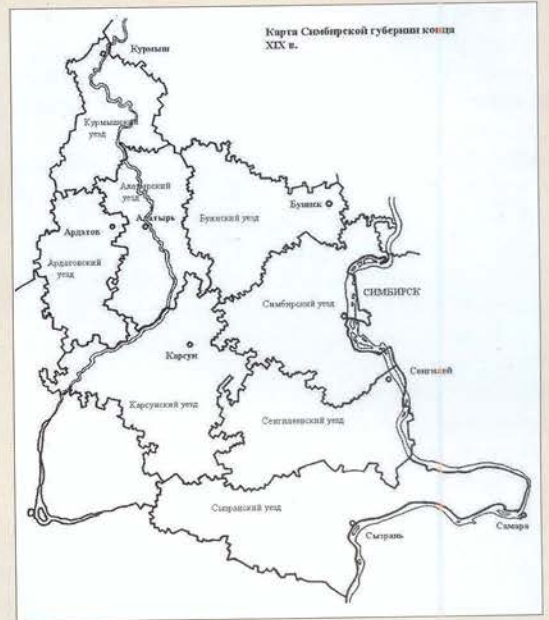 Карта Симбирской губернии конца
XIX в.
Курмыш
Курмышский
уезд
Алатырский
уезд
Алатырь
Буинский уезд
Буинск
Ардатов
Ардатовский
уезд
СИМБИРСК
Симбирский уезд
Карсун
Сенгилей
Карсунский уезд
Сенгилеевский уезд
Сызранский уезд
Сызрань
Самара